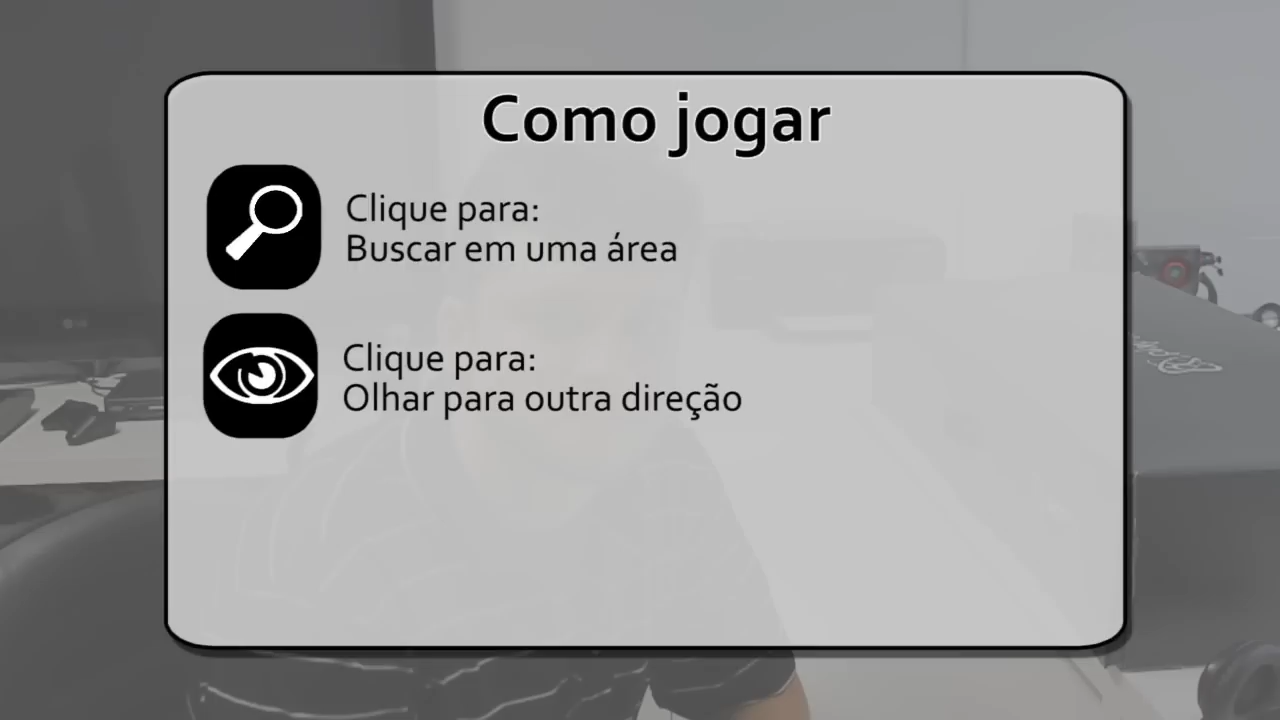 Como jogar
Clique para:
Buscar em uma área
Clique para:
Olhar para outra direção